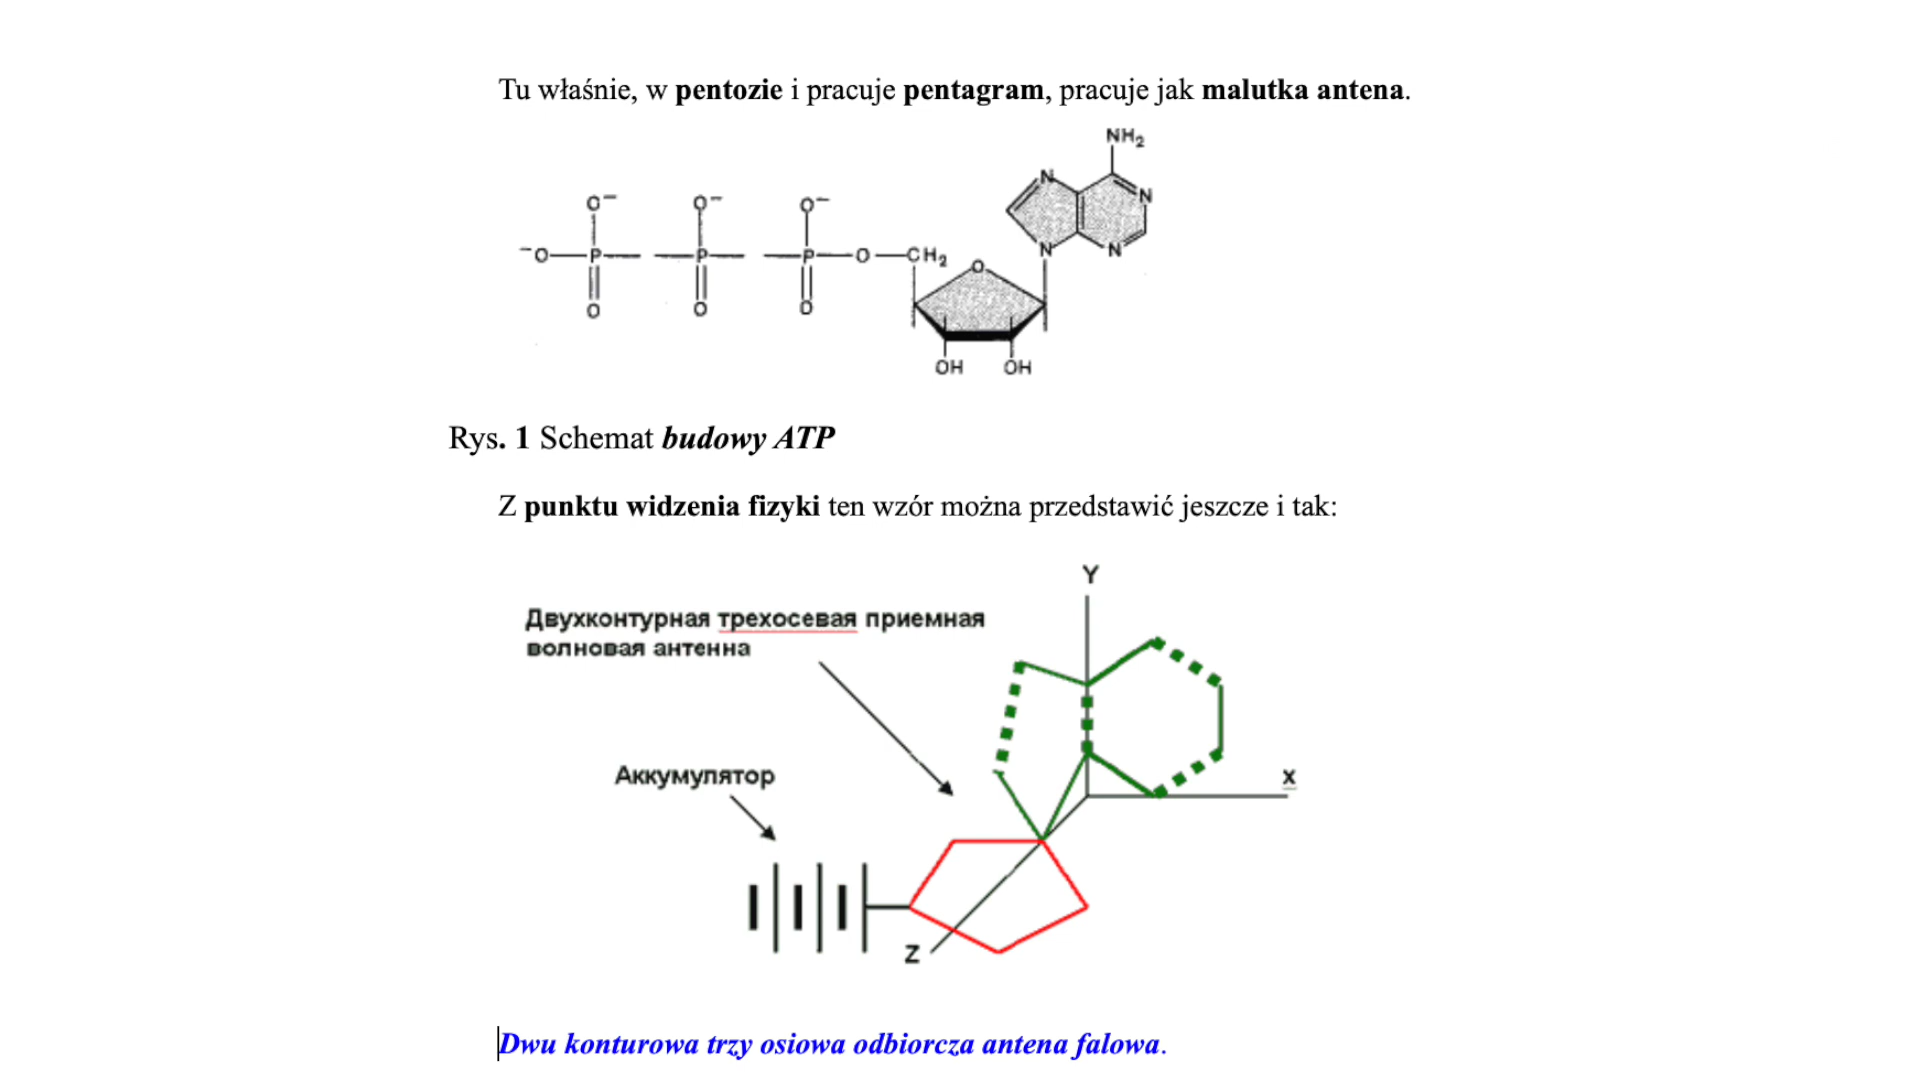 Tu właśnie, w pentozie i pracuje pentagram, pracuje jak malutka antena.
NH₂
N
N
N
N
O⁻
O⁻
O⁻
⁻O
P
P
P
O
CH₂
O
O
O
O
OH
OH
Rys. 1 Schemat budowy ATP
Z punktu widzenia fizyki ten wzór można przedstawić jeszcze i tak:
Y
Двухконтурная трехосевая приемная
волновая антенна
Аккумулятор
X
Z
Dwu konturowa trzy osiowa odbiorcza antena falowa.